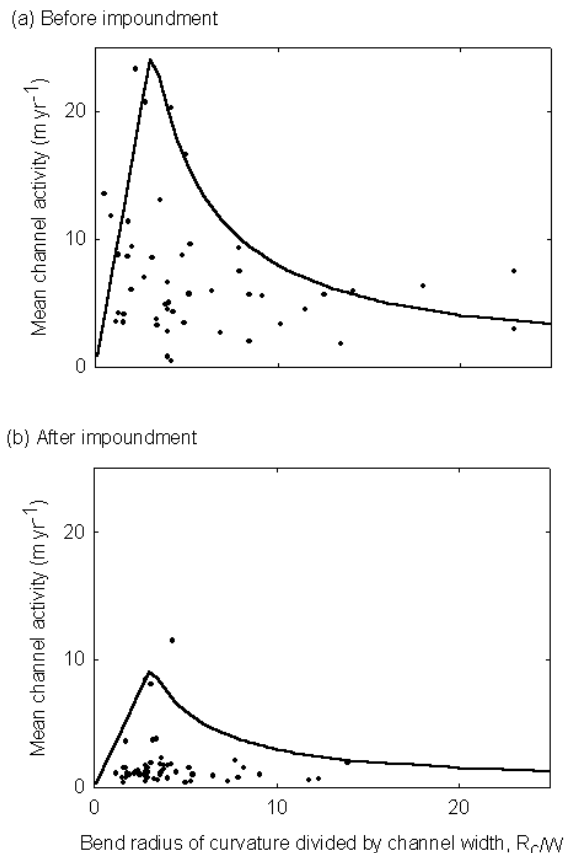 (a) Before impoundment
Mean channel activity (m yr⁻¹)
20
10
0
(b) After impoundment
Mean channel activity (m yr⁻¹)
20
10
0
0 10 20
Bend radius of curvature divided by channel width, R_C/W